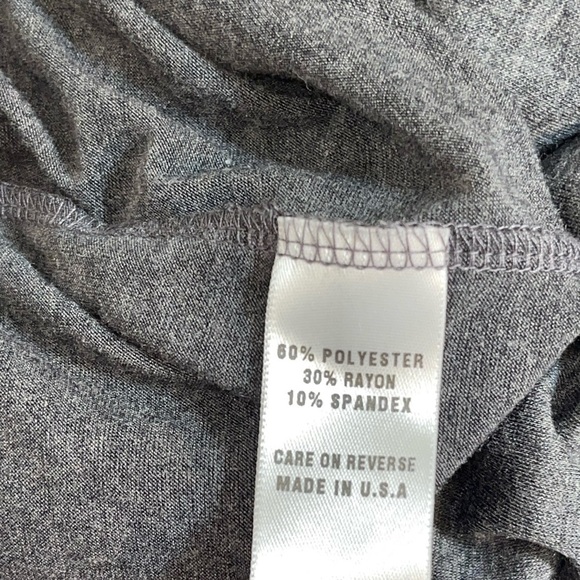 60% POLYESTER
30% RAYON
10% SPANDEX
CARE ON REVERSE
MADE IN U.S.A